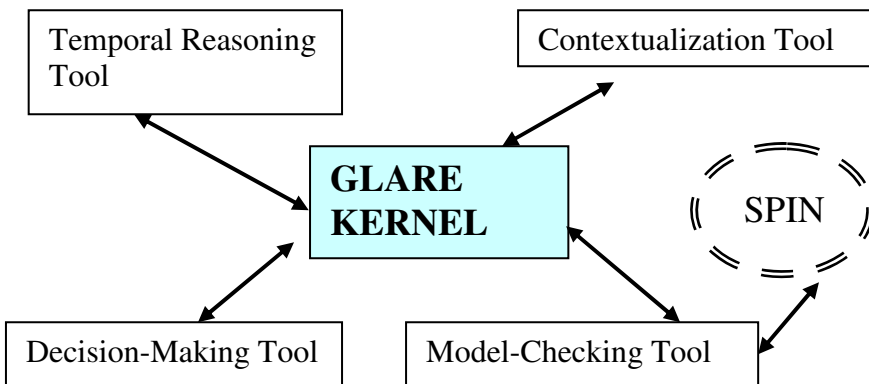 Temporal Reasoning
Tool
Contextualization Tool
GLARE
KERNEL
SPIN
Decision-Making Tool
Model-Checking Tool